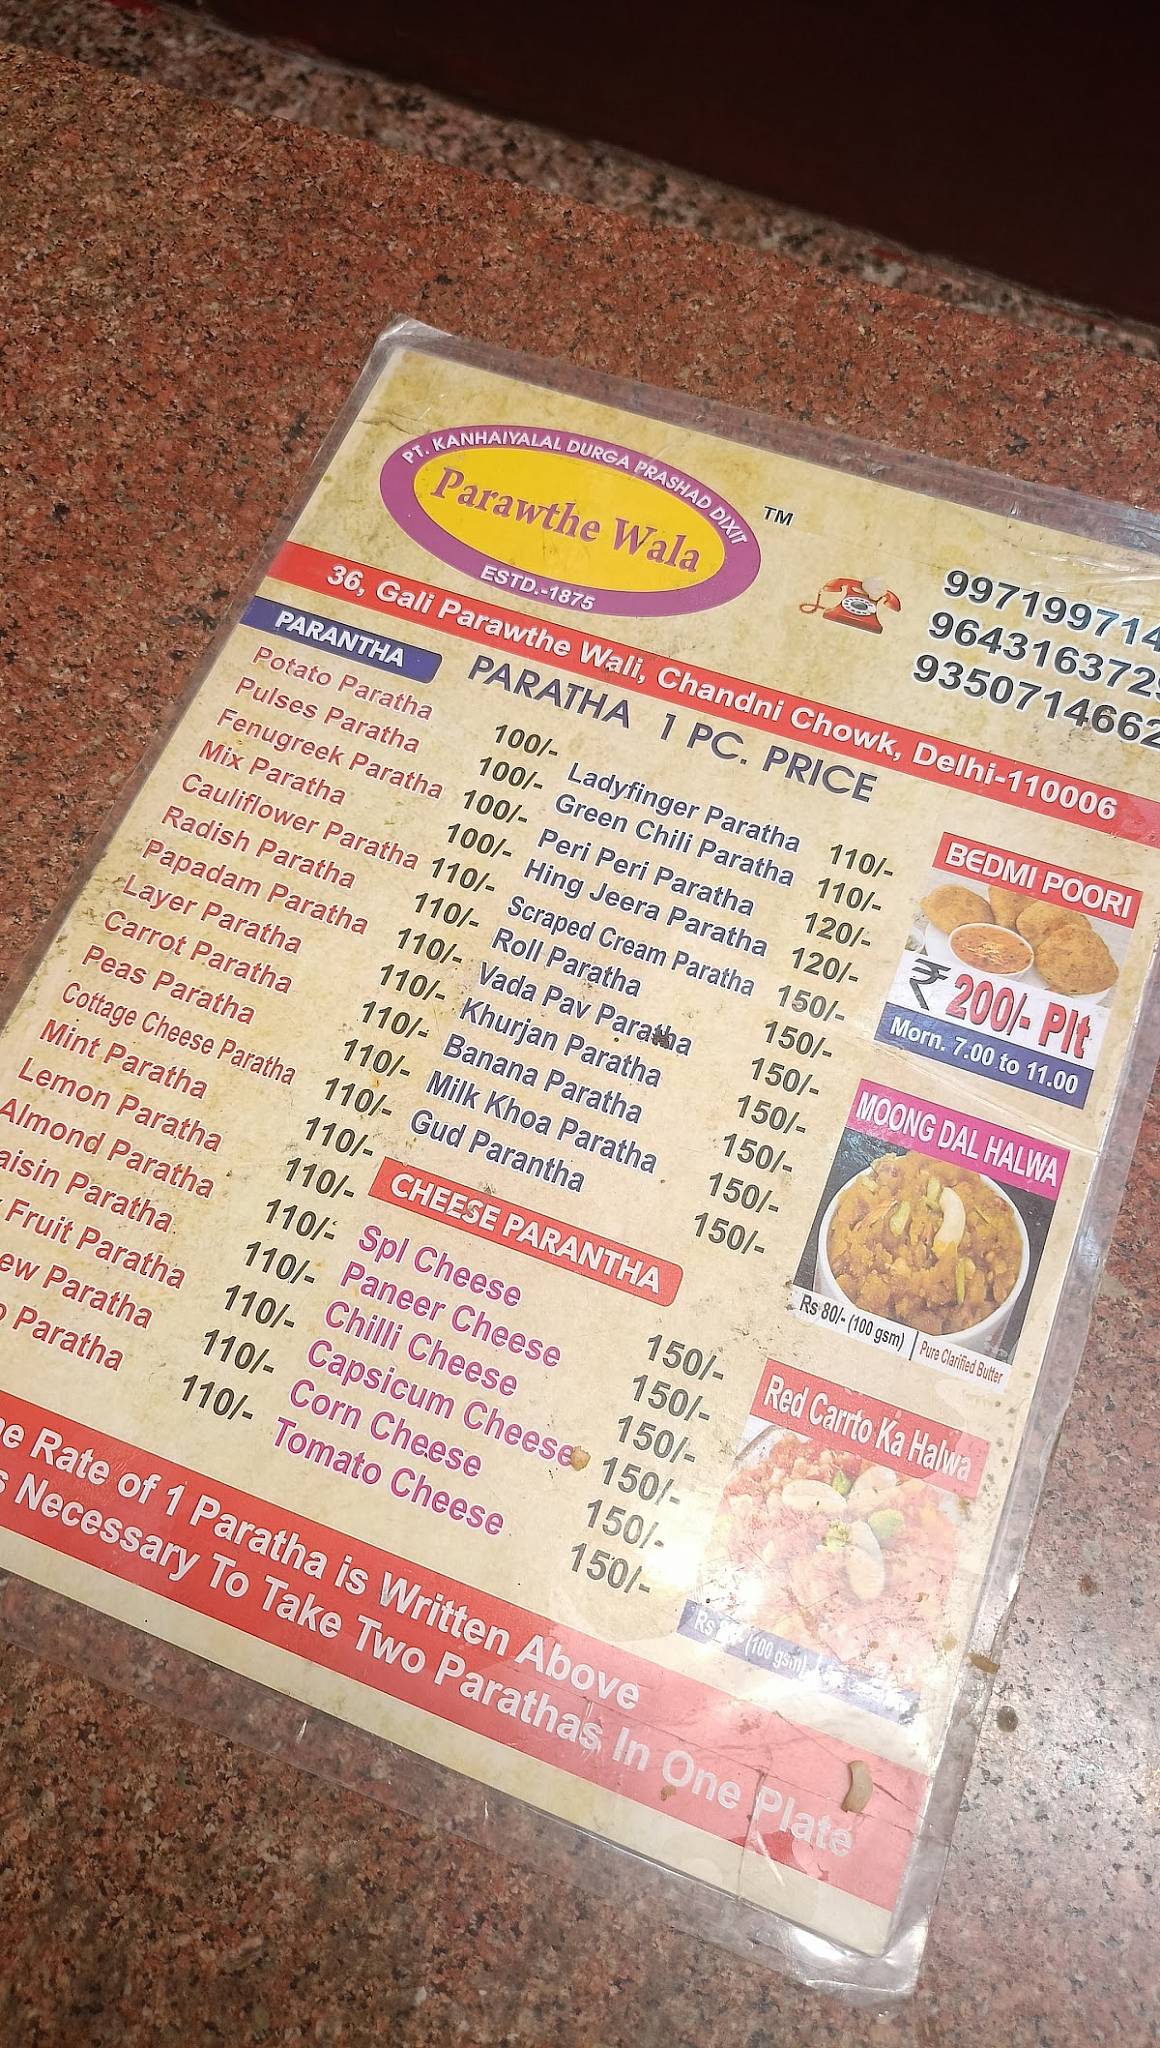 PT. KANHAIYALAL DURGA PRASHAD DIXIT
Parawthe Wala
TM
ESTD.-1875
99719971
964316372
935071466
36, Gali Parawthe Wali, Chandni Chowk, Delhi-110006
PARANTHA
PARATHA 1 PC. PRICE
Potato Paratha 100/-
Pulses Paratha 100/-
Fenugreek Paratha 100/-
Mix Paratha 100/-
Cauliflower Paratha 110/-
Radish Paratha 110/-
Papadam Paratha 110/-
Layer Paratha 110/-
Carrot Paratha 110/-
Peas Paratha 110/-
Cottage Cheese Paratha 110/-
Mint Paratha 110/-
Lemon Paratha 110/-
Almond Paratha 110/-
aisin Paratha 110/-
Fruit Paratha 110/-
ew Paratha 110/-
Paratha 110/-
Ladyfinger Paratha 110/-
Green Chili Paratha 110/-
Peri Peri Paratha 120/-
Hing Jeera Paratha 120/-
Scraped Cream Paratha 150/-
Roll Paratha 150/-
Vada Pav Paratha 150/-
Khurjan Paratha 150/-
Banana Paratha 150/-
Milk Khoa Paratha 150/-
Gud Parantha 150/-
CHEESE PARANTHA
Spl Cheese 150/-
Paneer Cheese 150/-
Chilli Cheese 150/-
Capsicum Cheese 150/-
Corn Cheese 150/-
Tomato Cheese 150/-
BEDMI POORI
₹ 200/- Plt
Morn. 7.00 to 11.00
MOONG DAL HALWA
Rs 80/- (100 gsm) Pure Clarified Butter
Red Carrto Ka Halwa
Rs (100 gsm)
e Rate of 1 Paratha is Written Above
s Necessary To Take Two Parathas In One Plate